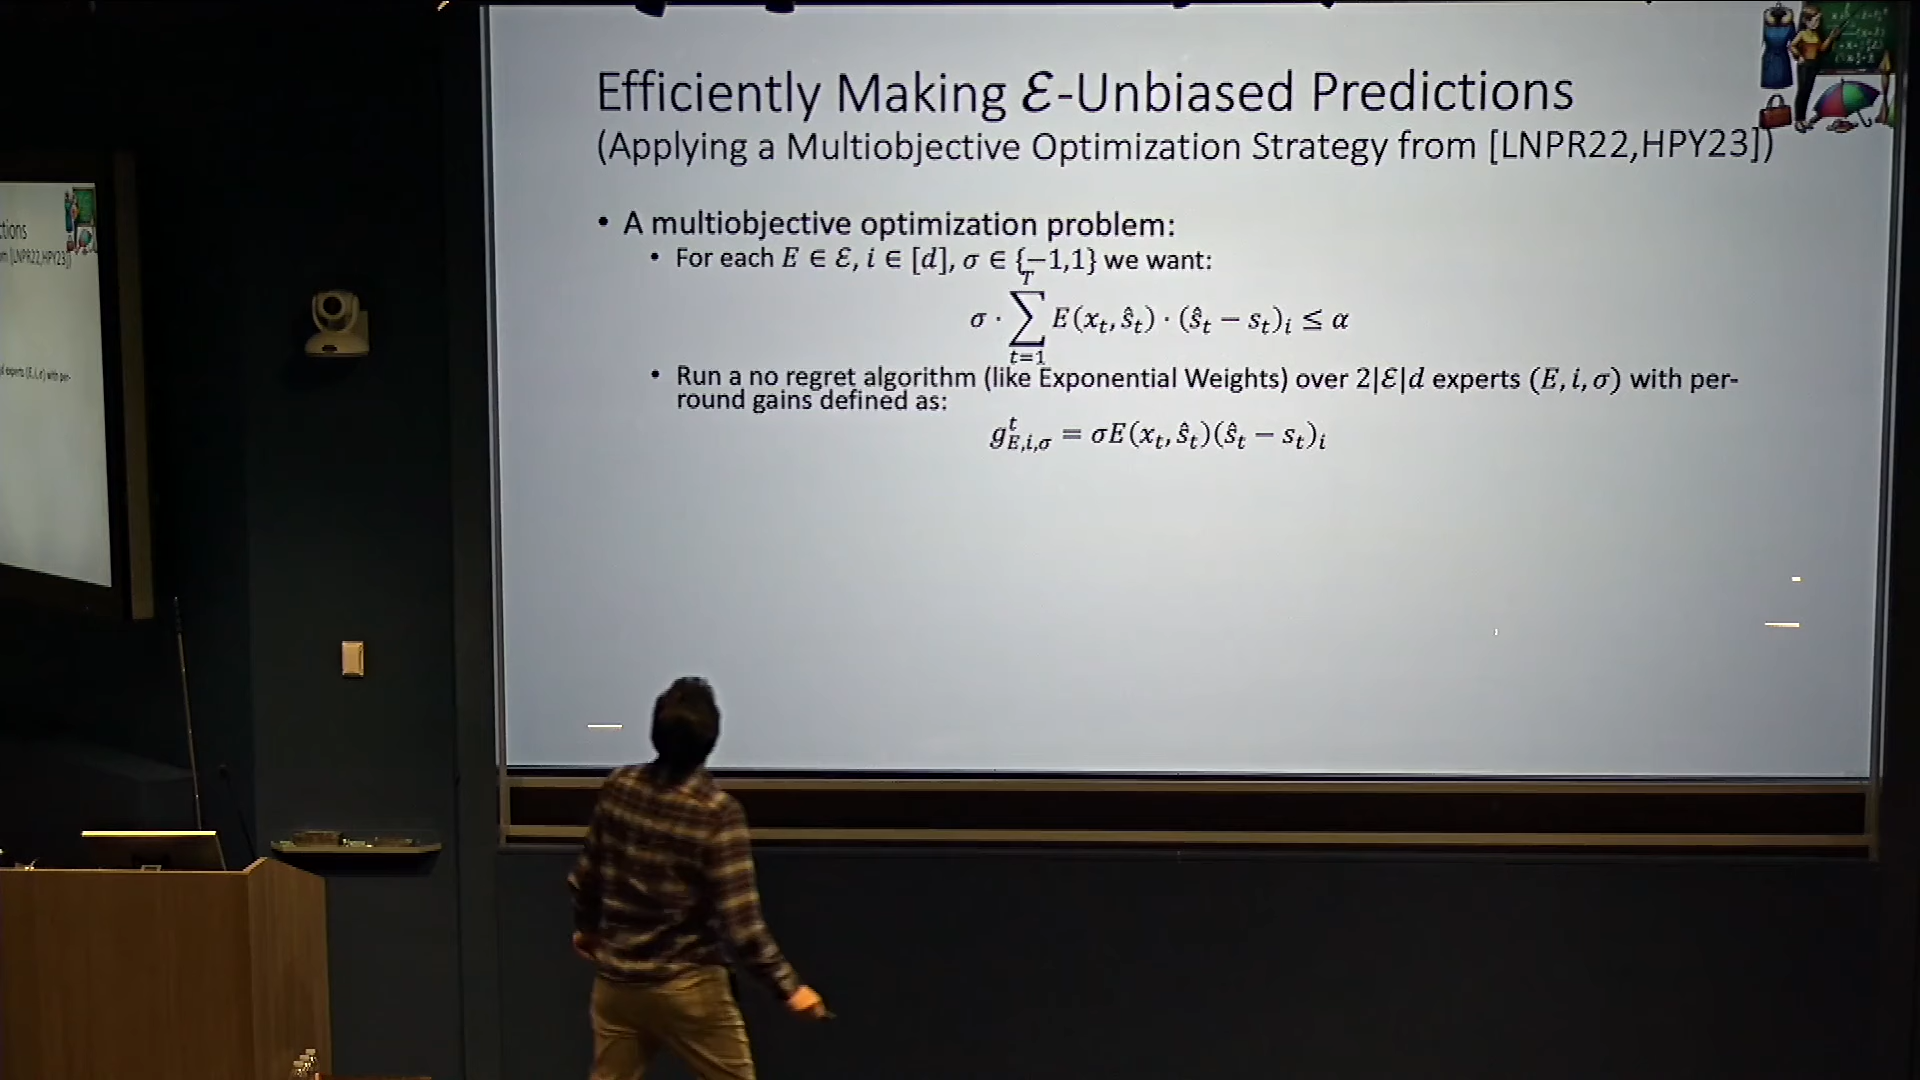 Efficiently Making ℰ-Unbiased Predictions
(Applying a Multiobjective Optimization Strategy from [LNPR22,HPY23])
• A multiobjective optimization problem:
• For each E ∈ ℰ, i ∈ [d], σ ∈ {−1,1} we want:
σ · ∑_{t=1}^{T} E(x_t, ŝ_t) · (ŝ_t − s_t)_i ≤ α
• Run a no regret algorithm (like Exponential Weights) over 2|ℰ|d experts (E, i, σ) with per-
round gains defined as:
g^t_{E,i,σ} = σE(x_t, ŝ_t)(ŝ_t − s_t)_i